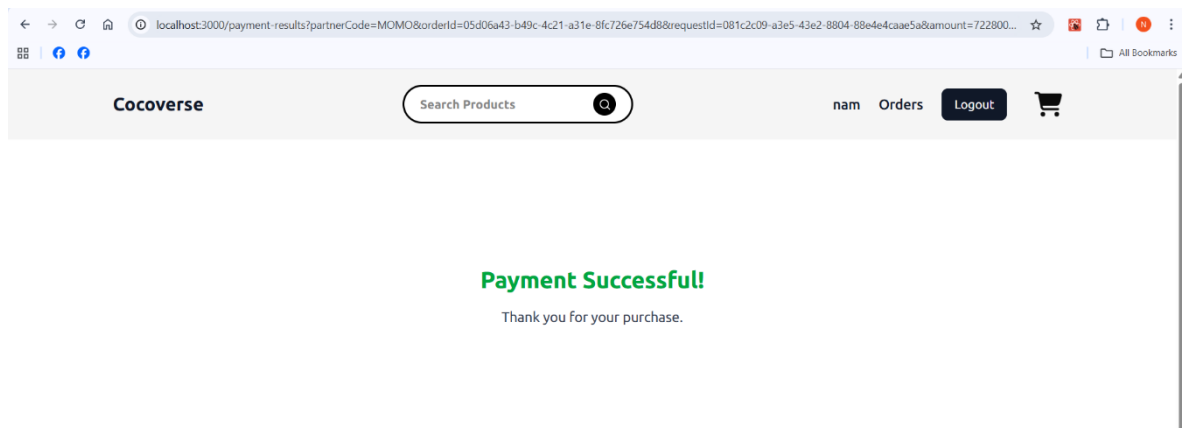 localhost:3000/payment-results?partnerCode=MOMO&orderId=05d06a43-b49c-4c21-a31e-8fc726e754d8&requestId=081c2c09-a3e5-43e2-8804-88e4e4caae5a&amount=722800...
N
All Bookmarks
Cocoverse
Search Products
nam
Orders
Logout
Payment Successful!
Thank you for your purchase.